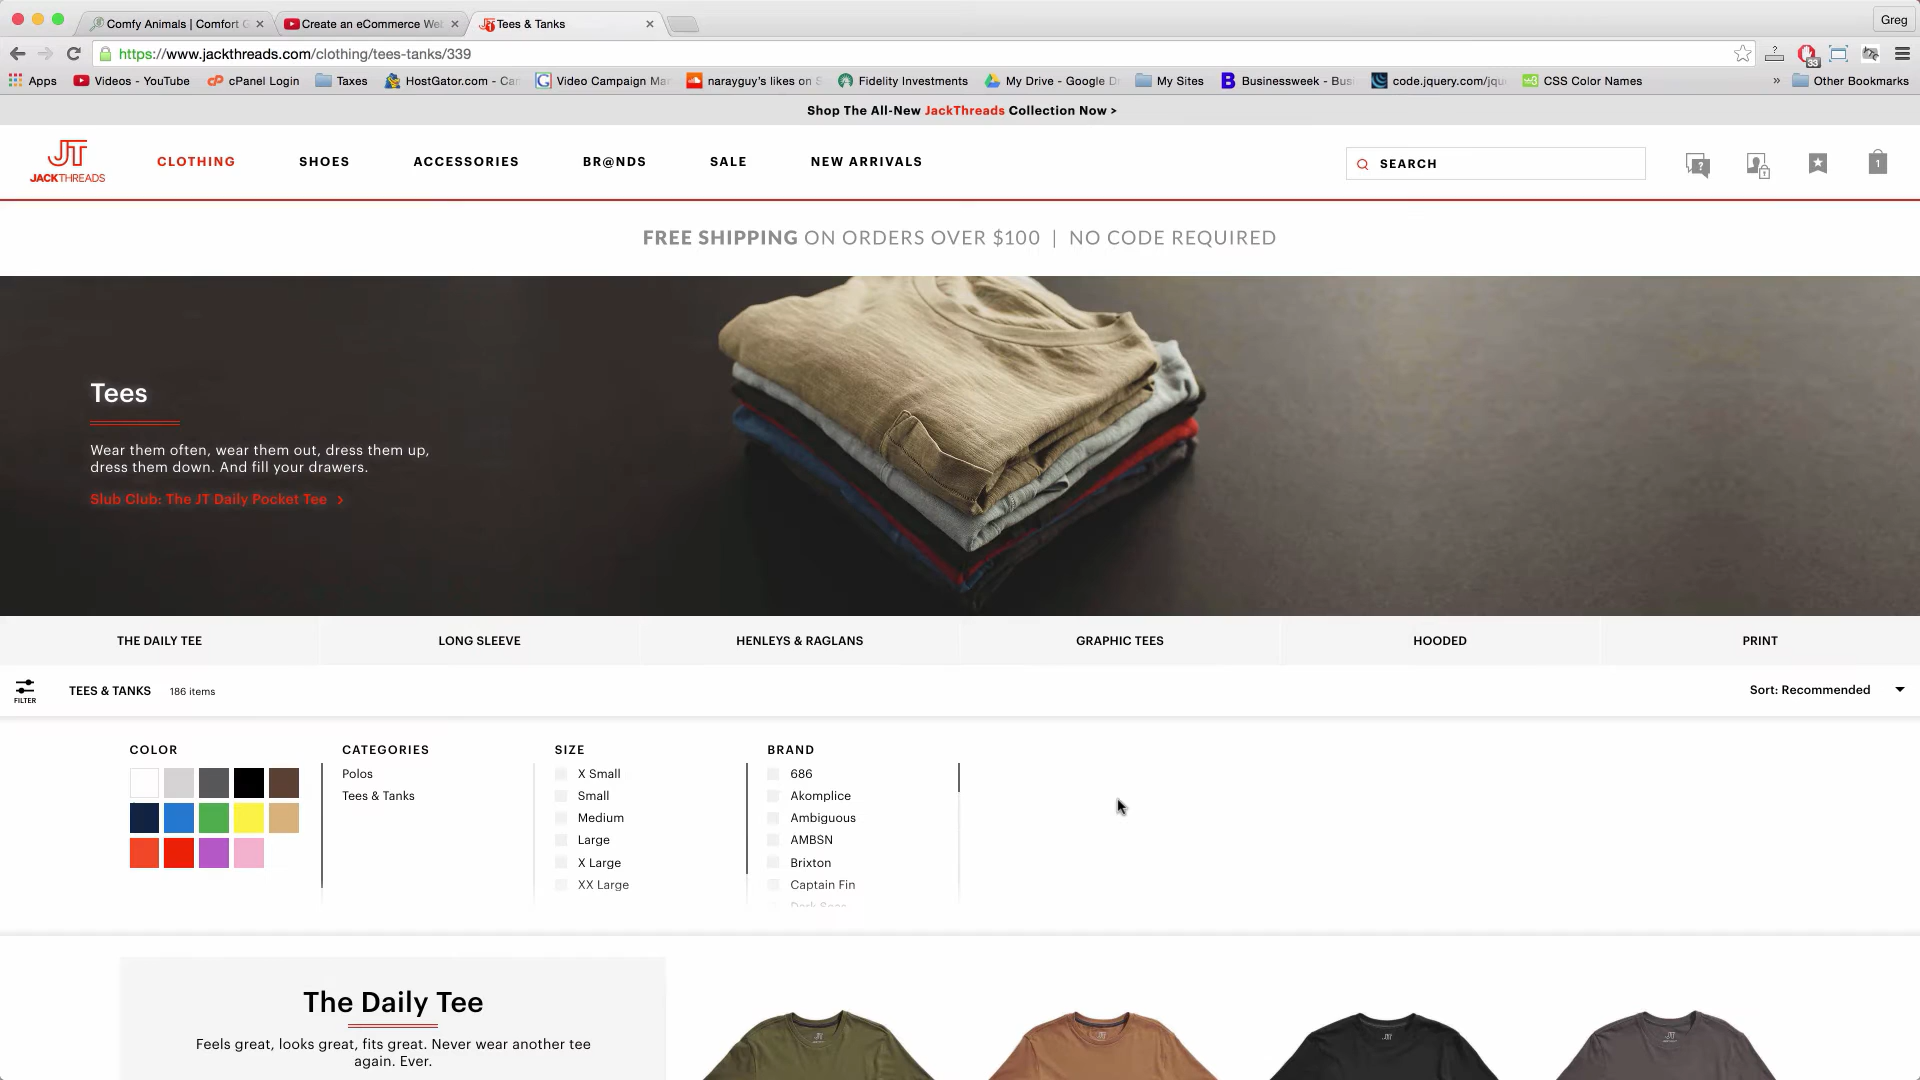 Comfy Animals | Comfort G
Create an eCommerce We
Tees & Tanks
Greg
https://www.jackthreads.com/clothing/tees-tanks/339
Apps
Videos - YouTube
cPanel Login
Taxes
HostGator.com - Ca
Video Campaign Ma
narayguy's likes on S
Fidelity Investments
My Drive - Google D
My Sites
Businessweek - Bus
code.jquery.com/jqu
CSS Color Names
»
Other Bookmarks
Shop The All-New JackThreads Collection Now >
JT
JACKTHREADS
CLOTHING
SHOES
ACCESSORIES
BR@NDS
SALE
NEW ARRIVALS
SEARCH
?
1
33
FREE SHIPPING ON ORDERS OVER $100 | NO CODE REQUIRED
Tees
Wear them often, wear them out, dress them up,
dress them down. And fill your drawers.
Slub Club: The JT Daily Pocket Tee >
THE DAILY TEE
LONG SLEEVE
HENLEYS & RAGLANS
GRAPHIC TEES
HOODED
PRINT
FILTER
TEES & TANKS
186 items
Sort: Recommended
COLOR
CATEGORIES
Polos
Tees & Tanks
SIZE
X Small
Small
Medium
Large
X Large
XX Large
BRAND
686
Akomplice
Ambiguous
AMBSN
Brixton
Captain Fin
The Daily Tee
Feels great, looks great, fits great. Never wear another tee
again. Ever.